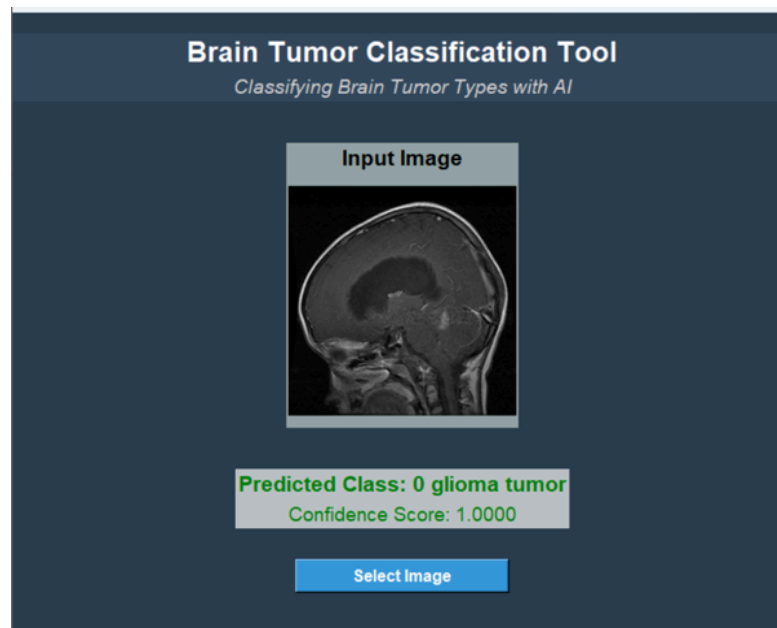 Brain Tumor Classification Tool
Classifying Brain Tumor Types with AI
Input Image
Predicted Class: 0 glioma tumor
Confidence Score: 1.0000
Select Image